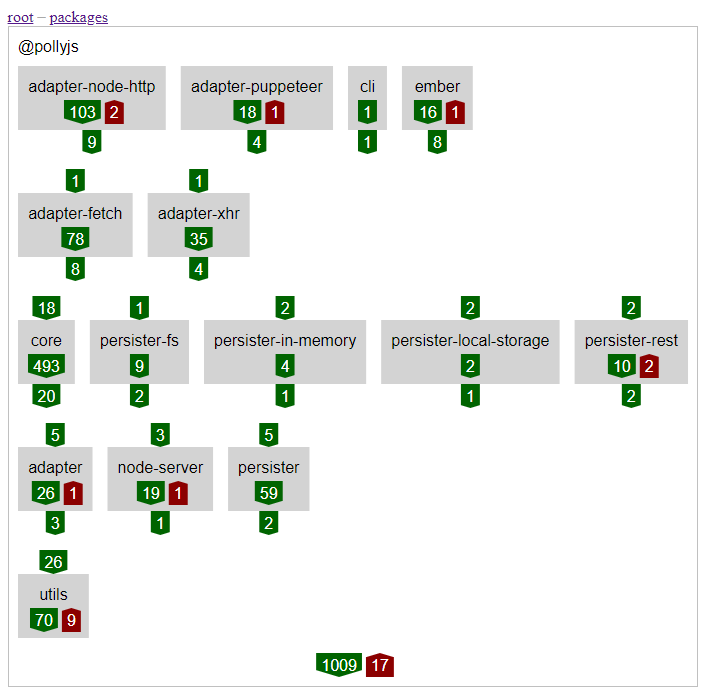 root – packages
@pollyjs
adapter-node-http adapter-puppeteer cli ember
103 2 18 1 1 16 1
9 4 1 8
1 1
adapter-fetch adapter-xhr
78 35
8 4
18 1 2 2 2
core persister-fs persister-in-memory persister-local-storage persister-rest
493 9 4 2 10 2
20 2 1 1 2
5 3 5
adapter node-server persister
26 1 19 1 59
3 1 2
26
utils
70 9
1009 17